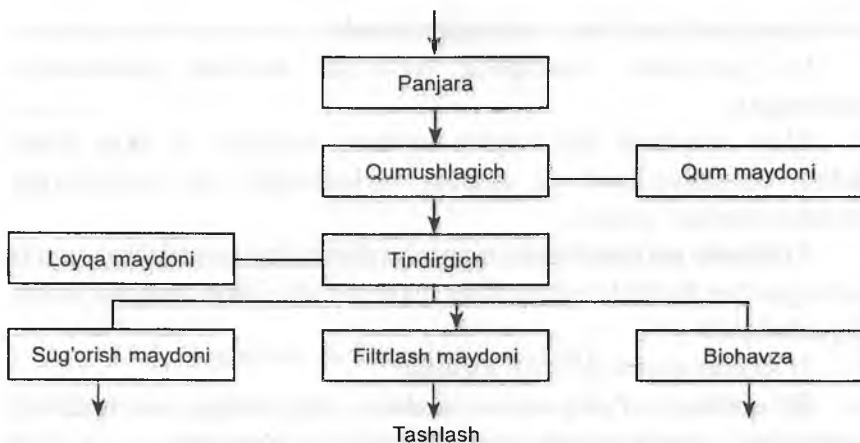 Panjara
Qumushlagich
Qum maydoni
Loyqa maydoni
Tindirgich
Sug'orish maydoni
Filtrlash maydoni
Biohavza
Tashlash